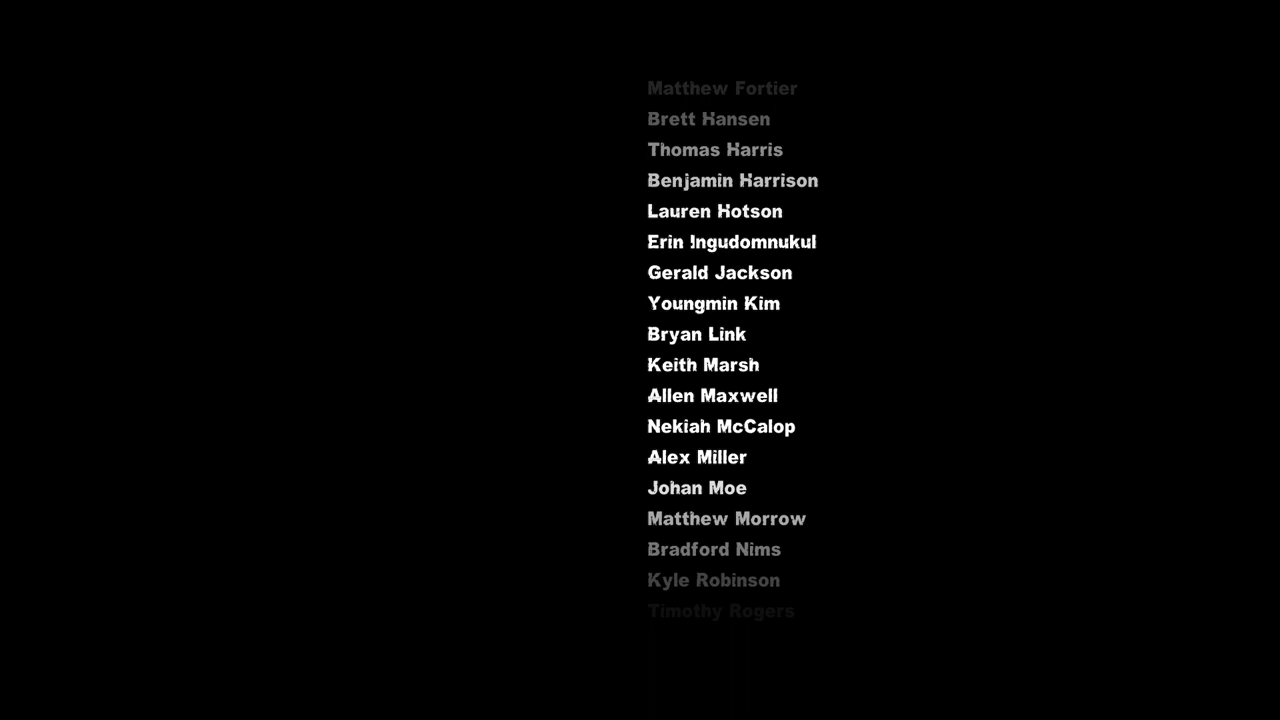 Matthew Fortier
Brett Hansen
Thomas Harris
Benjamin Harrison
Lauren Hotson
Erin Ingudomnukul
Gerald Jackson
Youngmin Kim
Bryan Link
Keith Marsh
Allen Maxwell
Nekiah McCalop
Alex Miller
Johan Moe
Matthew Morrow
Bradford Nims
Kyle Robinson
Timothy Rogers